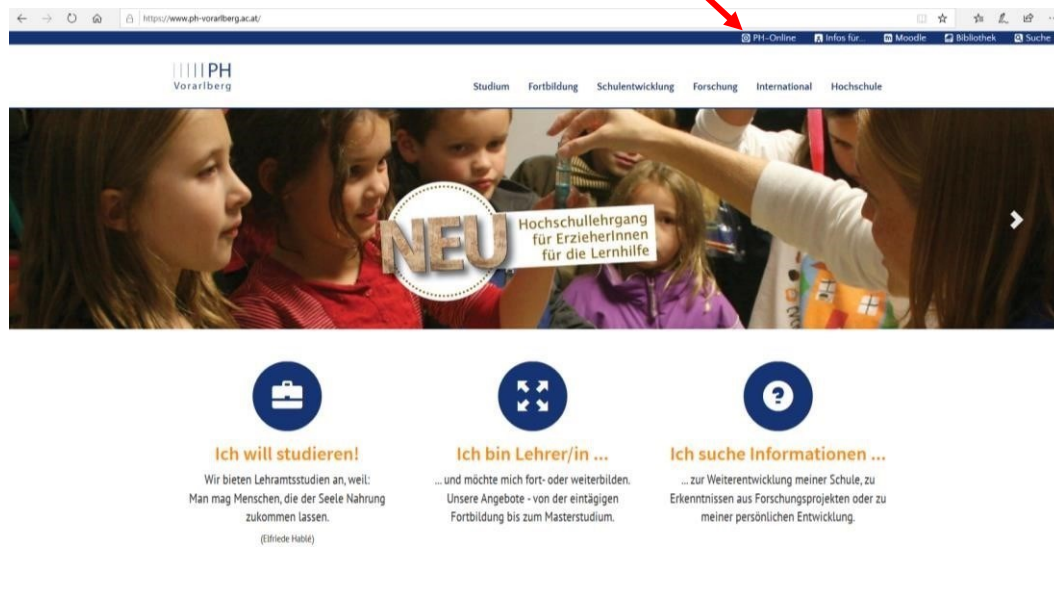 https://www.ph-vorarlberg.ac.at/
PH-Online Infos für... Moodle Bibliothek Suche
PH
Vorarlberg
Studium Fortbildung Schulentwicklung Forschung International Hochschule
NEU
Hochschullehrgang
für ErzieherInnen
für die Lernhilfe
Ich will studieren!
Wir bieten Lehramtsstudien an, weil:
Man mag Menschen, die der Seele Nahrung
zukommen lassen.
(Elfriede Hablé)
Ich bin Lehrer/in ...
... und möchte mich fort- oder weiterbilden.
Unsere Angebote - von der eintägigen
Fortbildung bis zum Masterstudium.
Ich suche Informationen ...
... zur Weiterentwicklung meiner Schule, zu
Erkenntnissen aus Forschungsprojekten oder zu
meiner persönlichen Entwicklung.